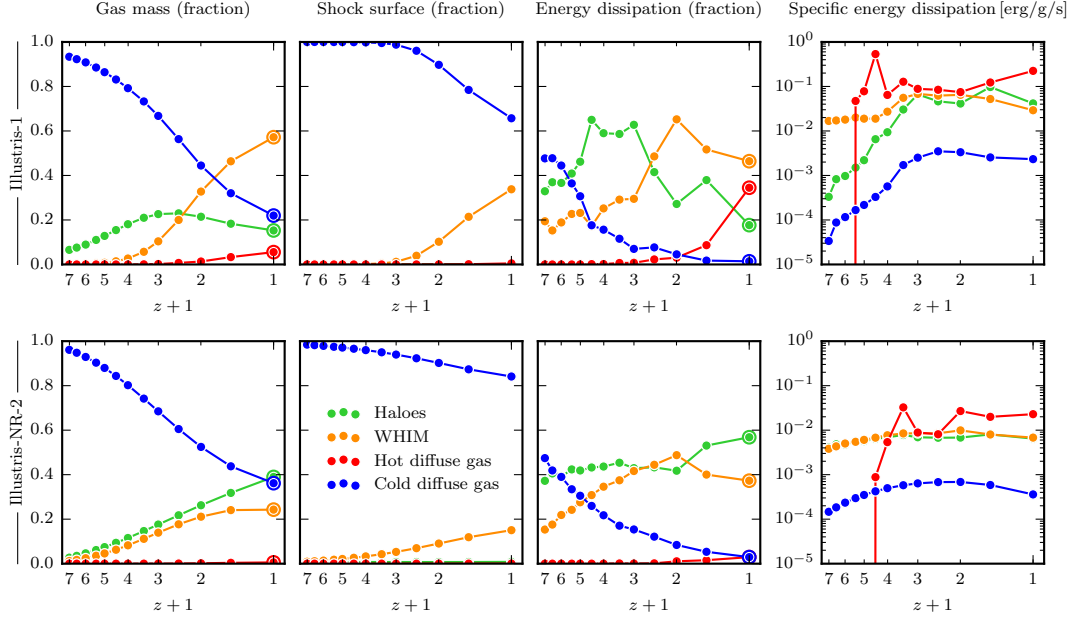 Gas mass (fraction)
Shock surface (fraction)
Energy dissipation (fraction)
Specific energy dissipation [erg/g/s]
Illustris-1
1.0
0.8
0.6
0.4
0.2
0.0
7 6 5 4 3 2 1
z + 1
7 6 5 4 3 2 1
z + 1
7 6 5 4 3 2 1
z + 1
10^0
10^-1
10^-2
10^-3
10^-4
10^-5
7 6 5 4 3 2 1
z + 1
Illustris-NR-2
1.0
0.8
0.6
0.4
0.2
0.0
7 6 5 4 3 2 1
z + 1
Haloes
WHIM
Hot diffuse gas
Cold diffuse gas
7 6 5 4 3 2 1
z + 1
7 6 5 4 3 2 1
z + 1
10^0
10^-1
10^-2
10^-3
10^-4
10^-5
7 6 5 4 3 2 1
z + 1